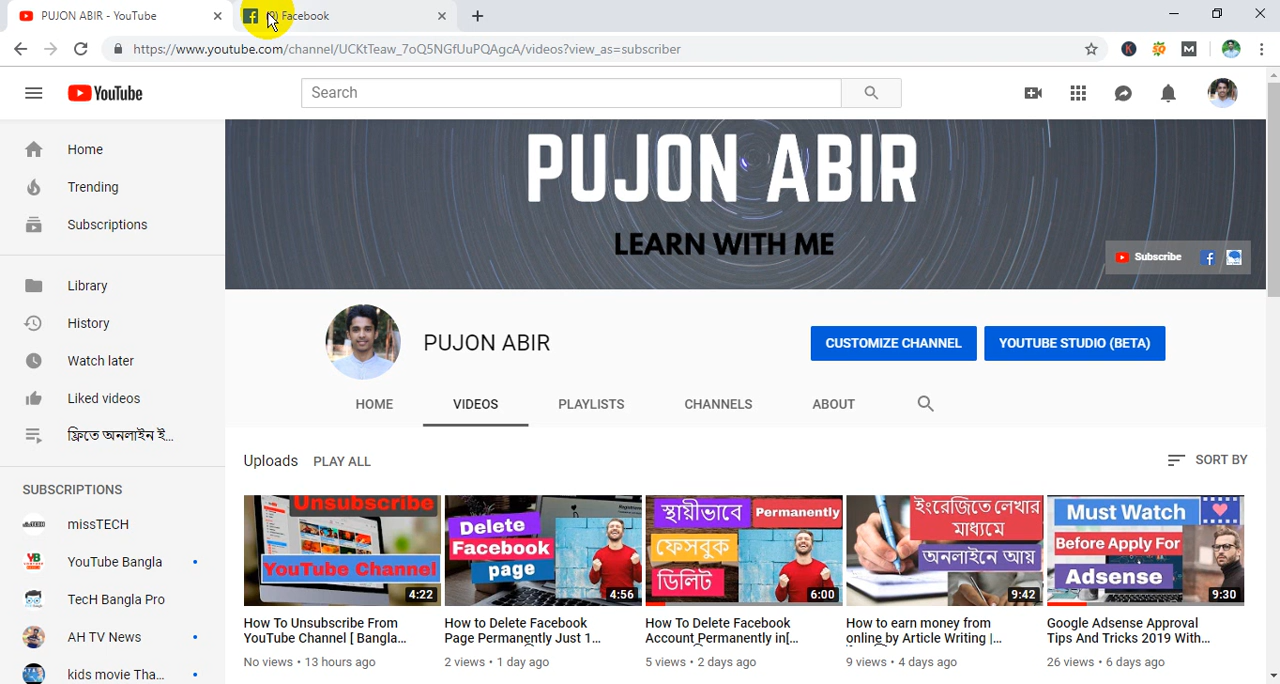 PUJON ABIR - YouTube
Facebook
https://www.youtube.com/channel/UCKtTeaw_7oQ5NGfUuPQAgcA/videos?view_as=subscriber
YouTube
Search
Home
Trending
Subscriptions
Library
History
Watch later
Liked videos
ফ্রিতে অনলাইন ই...
SUBSCRIPTIONS
missTECH
YouTube Bangla
TecH Bangla Pro
AH TV News
kids movie Tha...
PUJON ABIR
LEARN WITH ME
Subscribe
PUJON ABIR
CUSTOMIZE CHANNEL
YOUTUBE STUDIO (BETA)
HOME
VIDEOS
PLAYLISTS
CHANNELS
ABOUT
Uploads
PLAY ALL
SORT BY
Unsubscribe
YouTube Channel
4:22
How To Unsubscribe From
YouTube Channel [ Bangla...
No views • 13 hours ago
Delete
Facebook
page
4:56
How to Delete Facebook
Page Permanently Just 1...
2 views • 1 day ago
স্থায়ীভাবে
Permanently
ফেসবুক
ডিলিট
6:00
How To Delete Facebook
Account Permanently in[...
5 views • 2 days ago
ইংরেজিতে লেখার
মাধ্যমে
অনলাইনে আয়
9:42
How to earn money from
online by Article Writing |...
9 views • 4 days ago
Must Watch
Before Apply For
Adsense
9:30
Google Adsense Approval
Tips And Tricks 2019 With...
26 views • 6 days ago